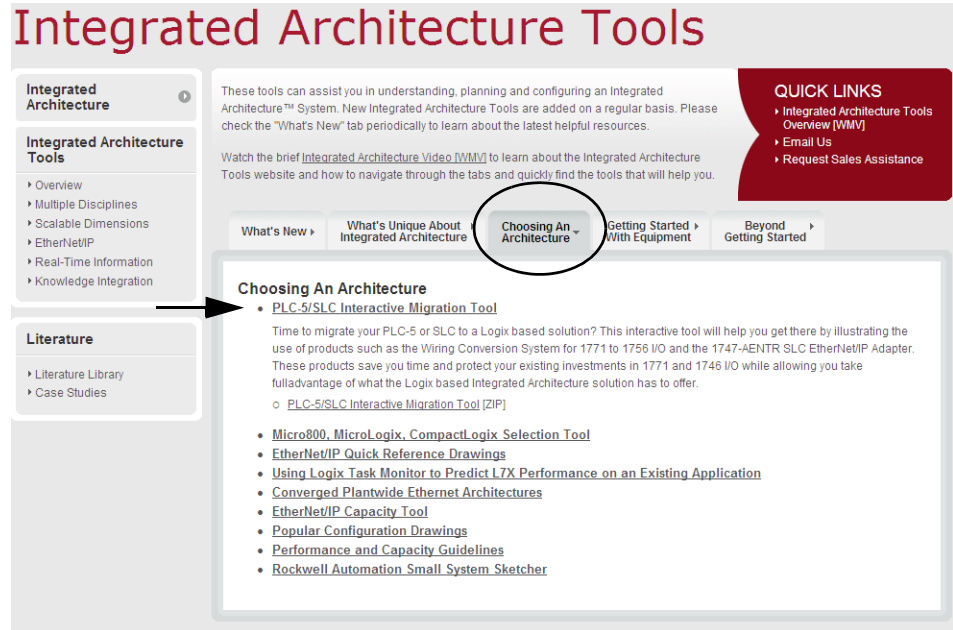 Integrated Architecture Tools
Integrated
Architecture
Integrated Architecture
Tools
Overview
Multiple Disciplines
Scalable Dimensions
EtherNet/IP
Real-Time Information
Knowledge Integration
Literature
Literature Library
Case Studies
These tools can assist you in understanding, planning and configuring an Integrated
Architecture™ System. New Integrated Architecture Tools are added on a regular basis. Please
check the "What's New" tab periodically to learn about the latest helpful resources.
Watch the brief Integrated Architecture Video [WMV] to learn about the Integrated Architecture
Tools website and how to navigate through the tabs and quickly find the tools that will help you.
QUICK LINKS
Integrated Architecture Tools
Overview [WMV]
Email Us
Request Sales Assistance
What's New
What's Unique About
Integrated Architecture
Choosing An
Architecture
Getting Started
With Equipment
Beyond
Getting Started
Choosing An Architecture
PLC-5/SLC Interactive Migration Tool
Time to migrate your PLC-5 or SLC to a Logix based solution? This interactive tool will help you get there by illustrating the
use of products such as the Wiring Conversion System for 1771 to 1756 I/O and the 1747-AENTR SLC EtherNet/IP Adapter.
These products save you time and protect your existing investments in 1771 and 1746 I/O while allowing you take
fulladvantage of what the Logix based Integrated Architecture solution has to offer.
PLC-5/SLC Interactive Migration Tool [ZIP]
Micro800, MicroLogix, CompactLogix Selection Tool
EtherNet/IP Quick Reference Drawings
Using Logix Task Monitor to Predict L7X Performance on an Existing Application
Converged Plantwide Ethernet Architectures
EtherNet/IP Capacity Tool
Popular Configuration Drawings
Performance and Capacity Guidelines
Rockwell Automation Small System Sketcher